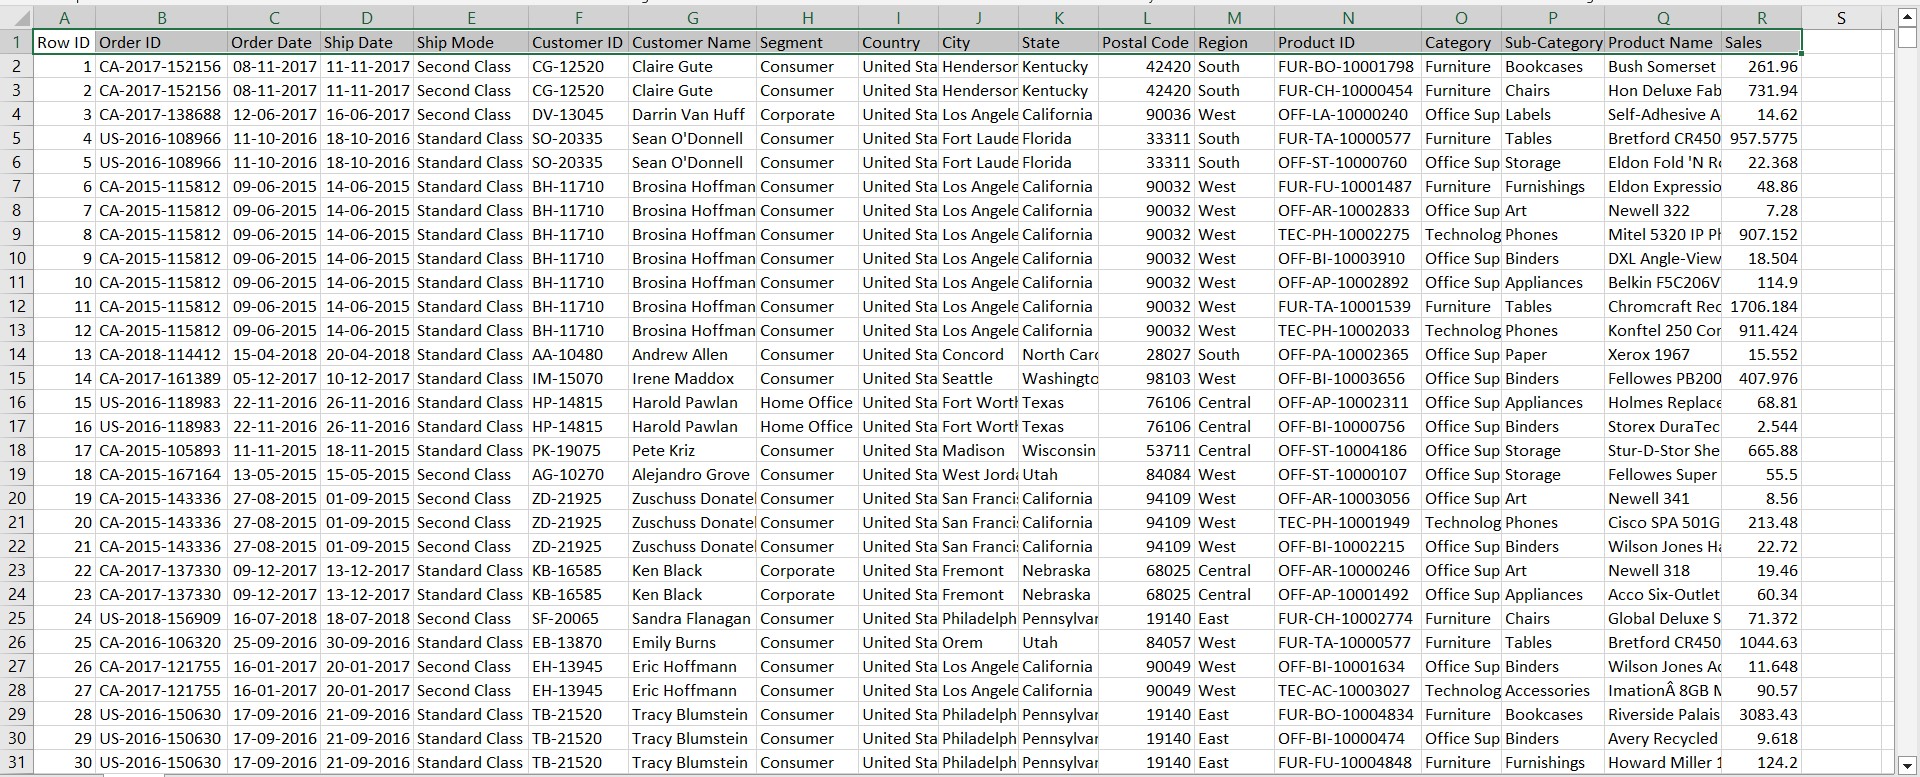 A B C D E F G H I J K L M N O P Q R S
1 Row ID Order ID Order Date Ship Date Ship Mode Customer ID Customer Name Segment Country City State Postal Code Region Product ID Category Sub-Category Product Name Sales
2 1 CA-2017-152156 08-11-2017 11-11-2017 Second Class CG-12520 Claire Gute Consumer United Sta Henderson Kentucky 42420 South FUR-BO-10001798 Furniture Bookcases Bush Somerset 261.96
3 2 CA-2017-152156 08-11-2017 11-11-2017 Second Class CG-12520 Claire Gute Consumer United Sta Henderson Kentucky 42420 South FUR-CH-10000454 Furniture Chairs Hon Deluxe Fab 731.94
4 3 CA-2017-138688 12-06-2017 16-06-2017 Second Class DV-13045 Darrin Van Huff Corporate United Sta Los Angele California 90036 West OFF-LA-10000240 Office Sup Labels Self-Adhesive A 14.62
5 4 US-2016-108966 11-10-2016 18-10-2016 Standard Class SO-20335 Sean O'Donnell Consumer United Sta Fort Laude Florida 33311 South FUR-TA-10000577 Furniture Tables Bretford CR450 957.5775
6 5 US-2016-108966 11-10-2016 18-10-2016 Standard Class SO-20335 Sean O'Donnell Consumer United Sta Fort Laude Florida 33311 South OFF-ST-10000760 Office Sup Storage Eldon Fold 'N Ro 22.368
7 6 CA-2015-115812 09-06-2015 14-06-2015 Standard Class BH-11710 Brosina Hoffman Consumer United Sta Los Angele California 90032 West FUR-FU-10001487 Furniture Furnishings Eldon Expressio 48.86
8 7 CA-2015-115812 09-06-2015 14-06-2015 Standard Class BH-11710 Brosina Hoffman Consumer United Sta Los Angele California 90032 West OFF-AR-10002833 Office Sup Art Newell 322 7.28
9 8 CA-2015-115812 09-06-2015 14-06-2015 Standard Class BH-11710 Brosina Hoffman Consumer United Sta Los Angele California 90032 West TEC-PH-10002275 Technolog Phones Mitel 5320 IP Ph 907.152
10 9 CA-2015-115812 09-06-2015 14-06-2015 Standard Class BH-11710 Brosina Hoffman Consumer United Sta Los Angele California 90032 West OFF-BI-10003910 Office Sup Binders DXL Angle-View 18.504
11 10 CA-2015-115812 09-06-2015 14-06-2015 Standard Class BH-11710 Brosina Hoffman Consumer United Sta Los Angele California 90032 West OFF-AP-10002892 Office Sup Appliances Belkin F5C206V 114.9
12 11 CA-2015-115812 09-06-2015 14-06-2015 Standard Class BH-11710 Brosina Hoffman Consumer United Sta Los Angele California 90032 West FUR-TA-10001539 Furniture Tables Chromcraft Rec 1706.184
13 12 CA-2015-115812 09-06-2015 14-06-2015 Standard Class BH-11710 Brosina Hoffman Consumer United Sta Los Angele California 90032 West TEC-PH-10002033 Technolog Phones Konftel 250 Con 911.424
14 13 CA-2018-114412 15-04-2018 20-04-2018 Standard Class AA-10480 Andrew Allen Consumer United Sta Concord North Caro 28027 South OFF-PA-10002365 Office Sup Paper Xerox 1967 15.552
15 14 CA-2017-161389 05-12-2017 10-12-2017 Standard Class IM-15070 Irene Maddox Consumer United Sta Seattle Washingto 98103 West OFF-BI-10003656 Office Sup Binders Fellowes PB200 407.976
16 15 US-2016-118983 22-11-2016 26-11-2016 Standard Class HP-14815 Harold Pawlan Home Office United Sta Fort Worth Texas 76106 Central OFF-AP-10002311 Office Sup Appliances Holmes Replace 68.81
17 16 US-2016-118983 22-11-2016 26-11-2016 Standard Class HP-14815 Harold Pawlan Home Office United Sta Fort Worth Texas 76106 Central OFF-BI-10000756 Office Sup Binders Storex DuraTec 2.544
18 17 CA-2015-105893 11-11-2015 18-11-2015 Standard Class PK-19075 Pete Kriz Consumer United Sta Madison Wisconsin 53711 Central OFF-ST-10004186 Office Sup Storage Stur-D-Stor She 665.88
19 18 CA-2015-167164 13-05-2015 15-05-2015 Second Class AG-10270 Alejandro Grove Consumer United Sta West Jorda Utah 84084 West OFF-ST-10000107 Office Sup Storage Fellowes Super 55.5
20 19 CA-2015-143336 27-08-2015 01-09-2015 Second Class ZD-21925 Zuschuss Donatel Consumer United Sta San Francis California 94109 West OFF-AR-10003056 Office Sup Art Newell 341 8.56
21 20 CA-2015-143336 27-08-2015 01-09-2015 Second Class ZD-21925 Zuschuss Donatel Consumer United Sta San Francis California 94109 West TEC-PH-10001949 Technolog Phones Cisco SPA 501G 213.48
22 21 CA-2015-143336 27-08-2015 01-09-2015 Second Class ZD-21925 Zuschuss Donatel Consumer United Sta San Francis California 94109 West OFF-BI-10002215 Office Sup Binders Wilson Jones Ha 22.72
23 22 CA-2017-137330 09-12-2017 13-12-2017 Standard Class KB-16585 Ken Black Corporate United Sta Fremont Nebraska 68025 Central OFF-AR-10000246 Office Sup Art Newell 318 19.46
24 23 CA-2017-137330 09-12-2017 13-12-2017 Standard Class KB-16585 Ken Black Corporate United Sta Fremont Nebraska 68025 Central OFF-AP-10001492 Office Sup Appliances Acco Six-Outlet 60.34
25 24 US-2018-156909 16-07-2018 18-07-2018 Second Class SF-20065 Sandra Flanagan Consumer United Sta Philadelph Pennsylvan 19140 East FUR-CH-10002774 Furniture Chairs Global Deluxe S 71.372
26 25 CA-2016-106320 25-09-2016 30-09-2016 Standard Class EB-13870 Emily Burns Consumer United Sta Orem Utah 84057 West FUR-TA-10000577 Furniture Tables Bretford CR450 1044.63
27 26 CA-2017-121755 16-01-2017 20-01-2017 Second Class EH-13945 Eric Hoffmann Consumer United Sta Los Angele California 90049 West OFF-BI-10001634 Office Sup Binders Wilson Jones Ac 11.648
28 27 CA-2017-121755 16-01-2017 20-01-2017 Second Class EH-13945 Eric Hoffmann Consumer United Sta Los Angele California 90049 West TEC-AC-10003027 Technolog Accessories ImationÂ 8GB M 90.57
29 28 US-2016-150630 17-09-2016 21-09-2016 Standard Class TB-21520 Tracy Blumstein Consumer United Sta Philadelph Pennsylvan 19140 East FUR-BO-10004834 Furniture Bookcases Riverside Palais 3083.43
30 29 US-2016-150630 17-09-2016 21-09-2016 Standard Class TB-21520 Tracy Blumstein Consumer United Sta Philadelph Pennsylvan 19140 East OFF-BI-10000474 Office Sup Binders Avery Recycled 9.618
31 30 US-2016-150630 17-09-2016 21-09-2016 Standard Class TB-21520 Tracy Blumstein Consumer United Sta Philadelph Pennsylvan 19140 East FUR-FU-10004848 Furniture Furnishings Howard Miller 1 124.2